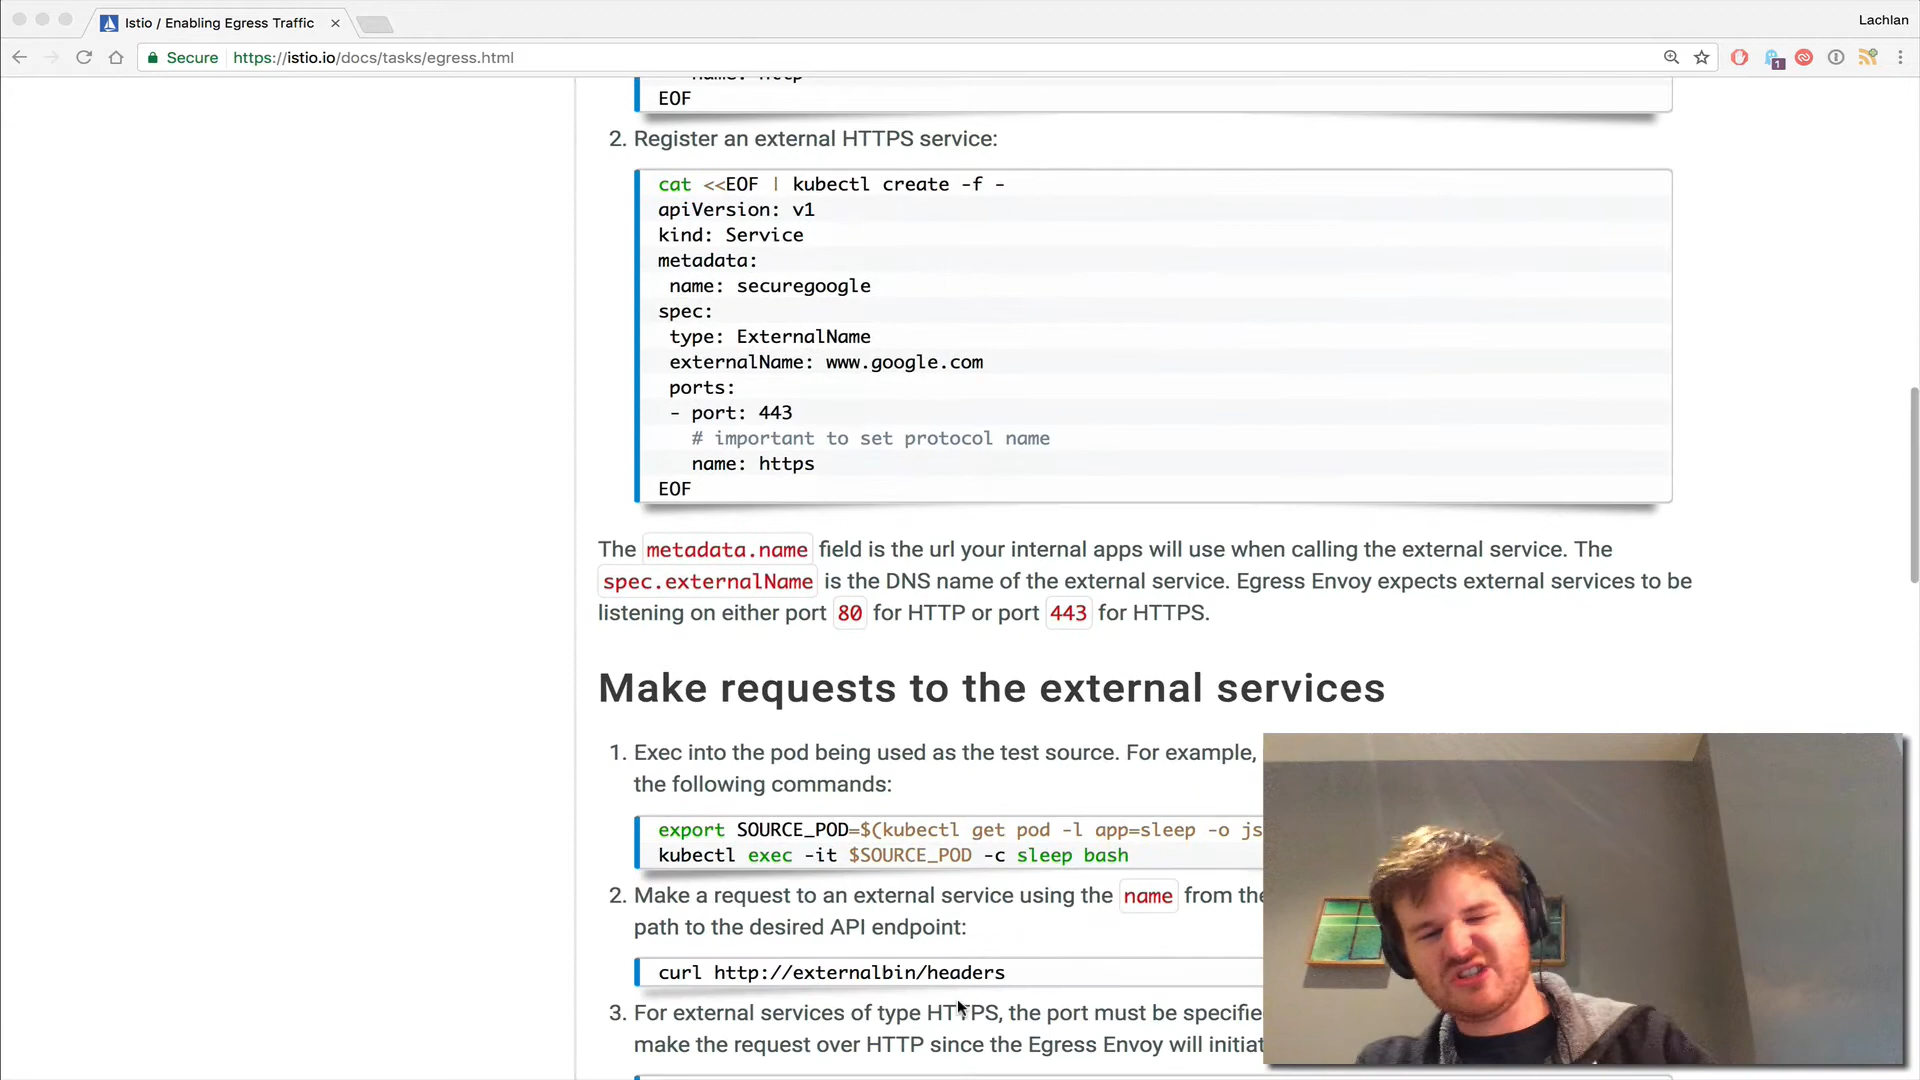 Istio / Enabling Egress Traffic
Lachlan
Secure https://istio.io/docs/tasks/egress.html
1
name: http
EOF
2. Register an external HTTPS service:
cat <<EOF | kubectl create -f -
apiVersion: v1
kind: Service
metadata:
name: securegoogle
spec:
type: ExternalName
externalName: www.google.com
ports:
- port: 443
# important to set protocol name
name: https
EOF
The metadata.name field is the url your internal apps will use when calling the external service. The
spec.externalName is the DNS name of the external service. Egress Envoy expects external services to be
listening on either port 80 for HTTP or port 443 for HTTPS.
Make requests to the external services
1. Exec into the pod being used as the test source. For example,
the following commands:
export SOURCE_POD=$(kubectl get pod -l app=sleep -o js
kubectl exec -it $SOURCE_POD -c sleep bash
2. Make a request to an external service using the name from the
path to the desired API endpoint:
curl http://externalbin/headers
3. For external services of type HTTPS, the port must be specifie
make the request over HTTP since the Egress Envoy will initiat